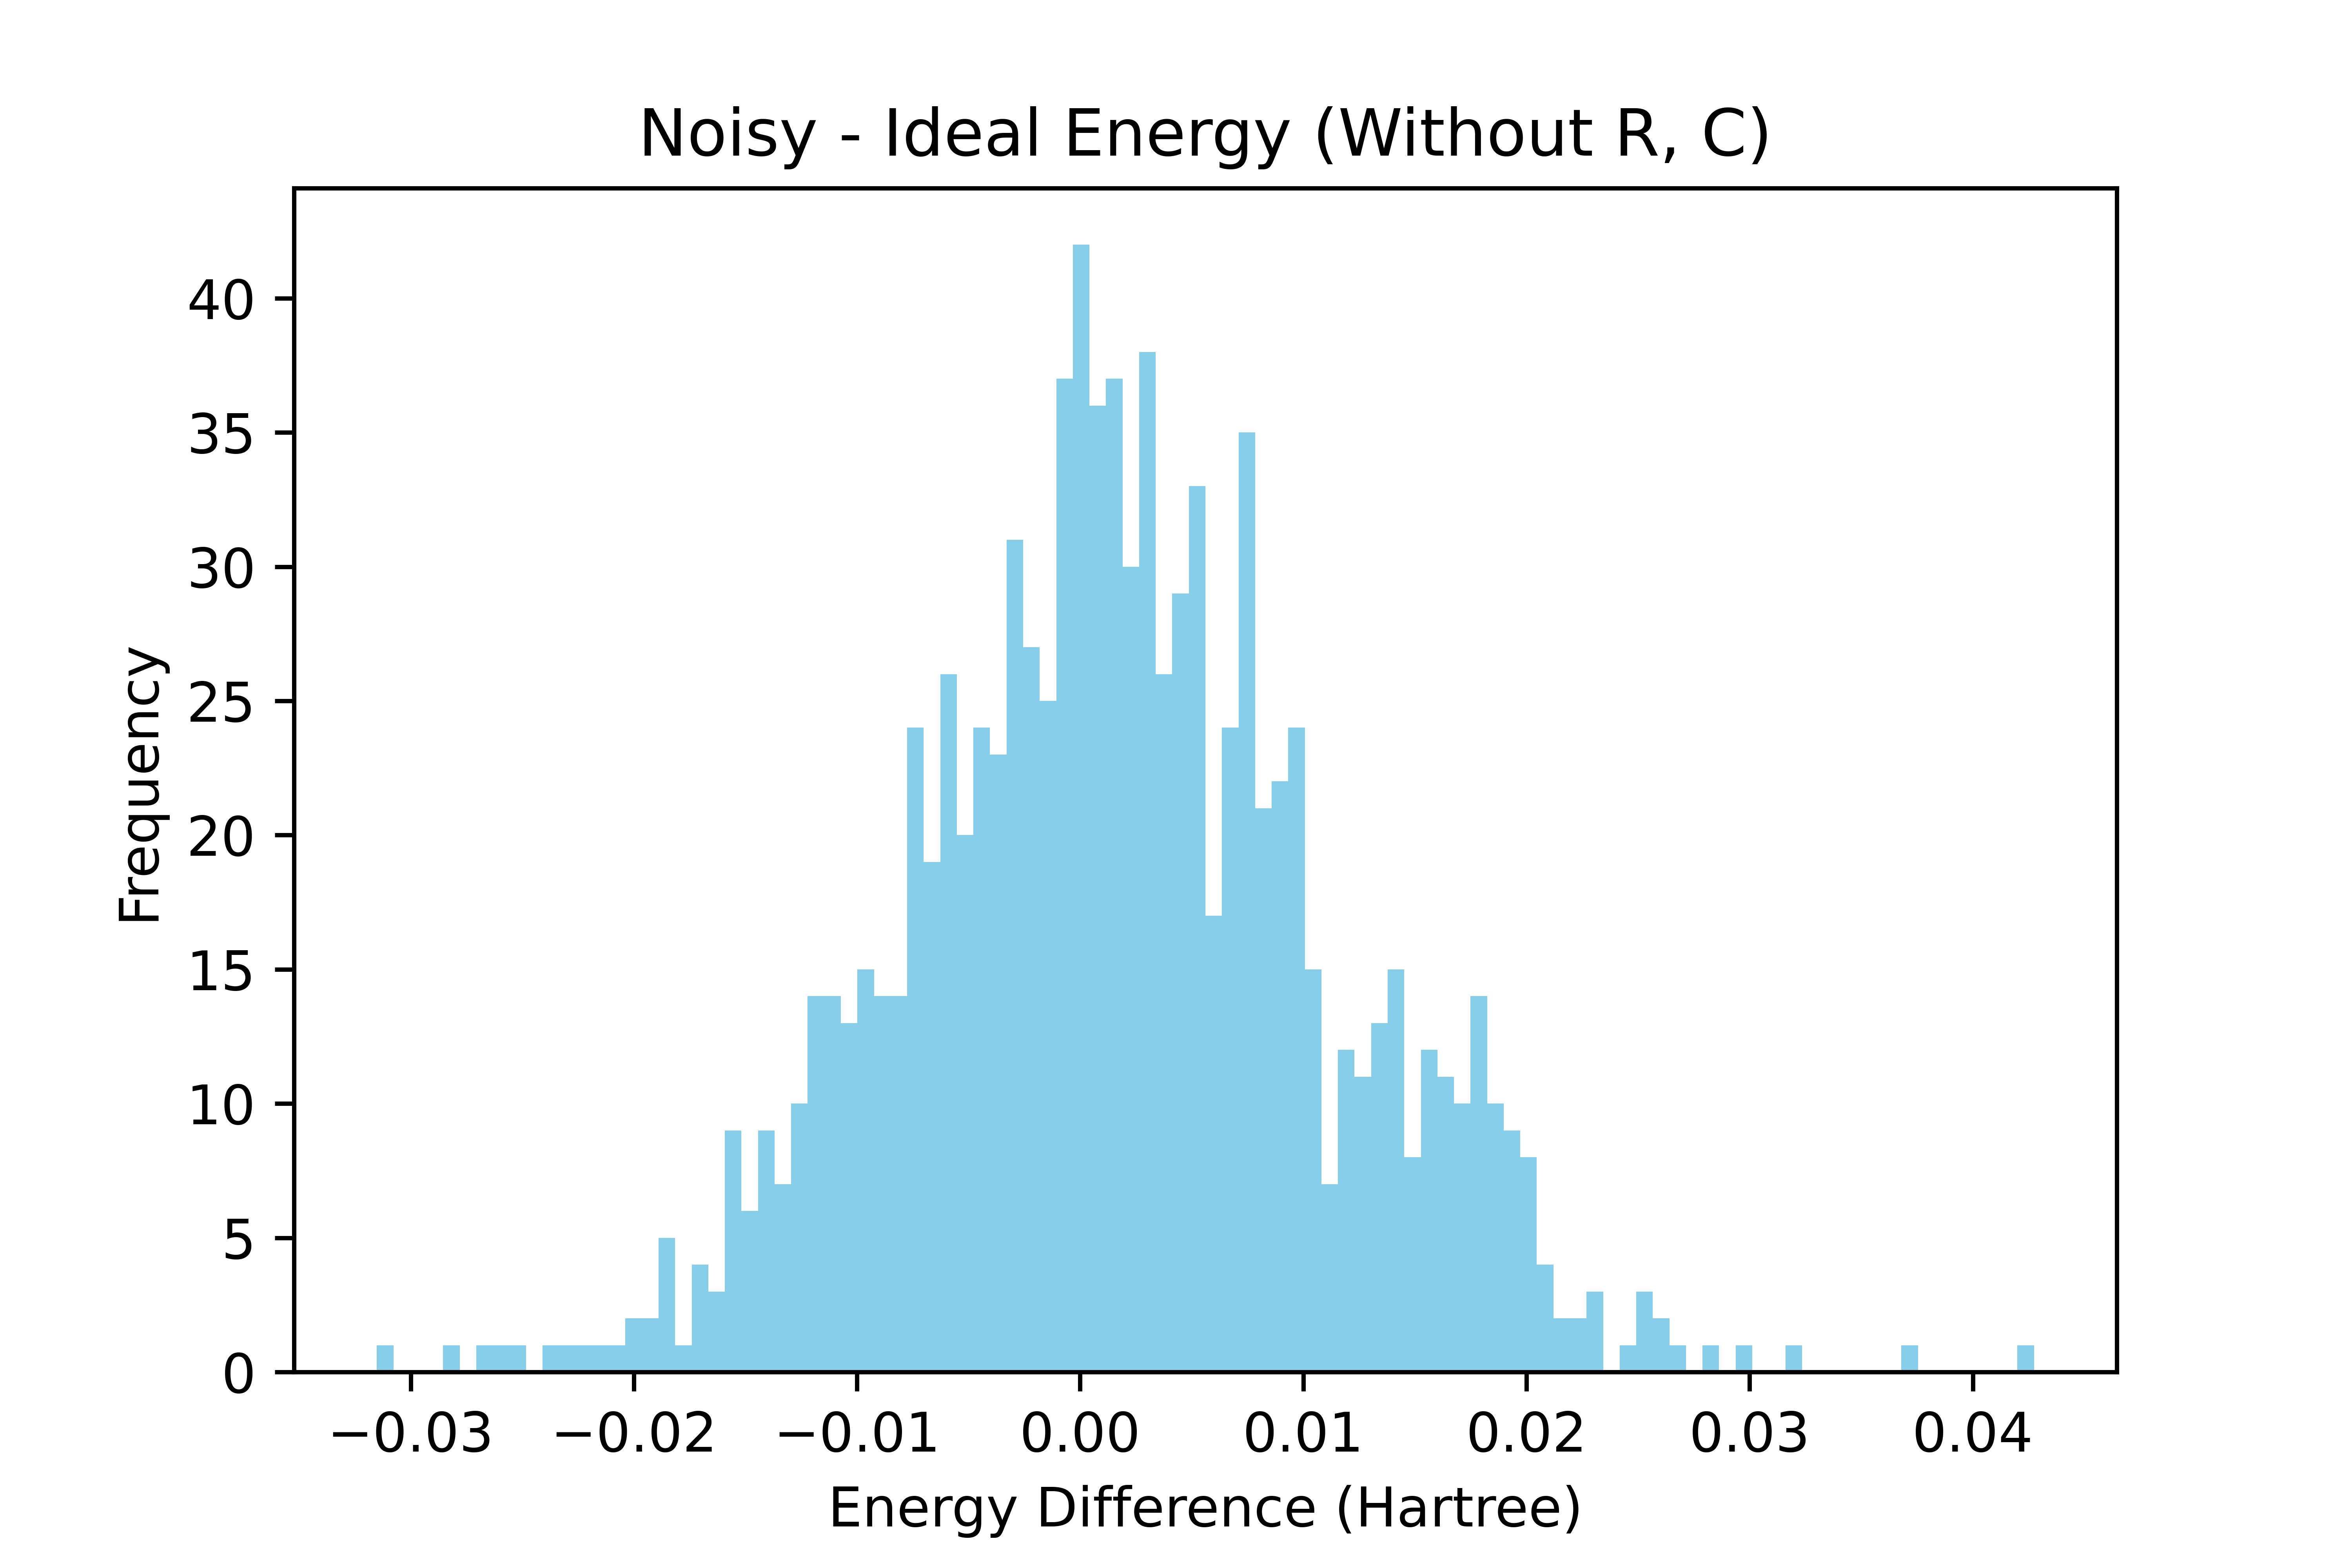 Noisy - Ideal Energy (Without R, C)
Frequency
40
35
30
25
20
15
10
5
0
−0.03 −0.02 −0.01 0.00 0.01 0.02 0.03 0.04
Energy Difference (Hartree)